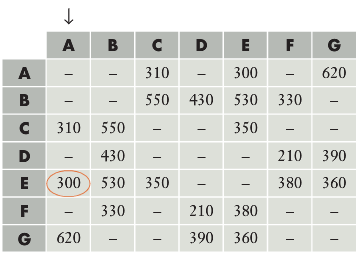 A B C D E F G
A – – 310 – 300 – 620
B – – 550 430 530 330 –
C 310 550 – – 350 – –
D – 430 – – – 210 390
E 300 530 350 – – 380 360
F – 330 – 210 380 – –
G 620 – – 390 360 – –